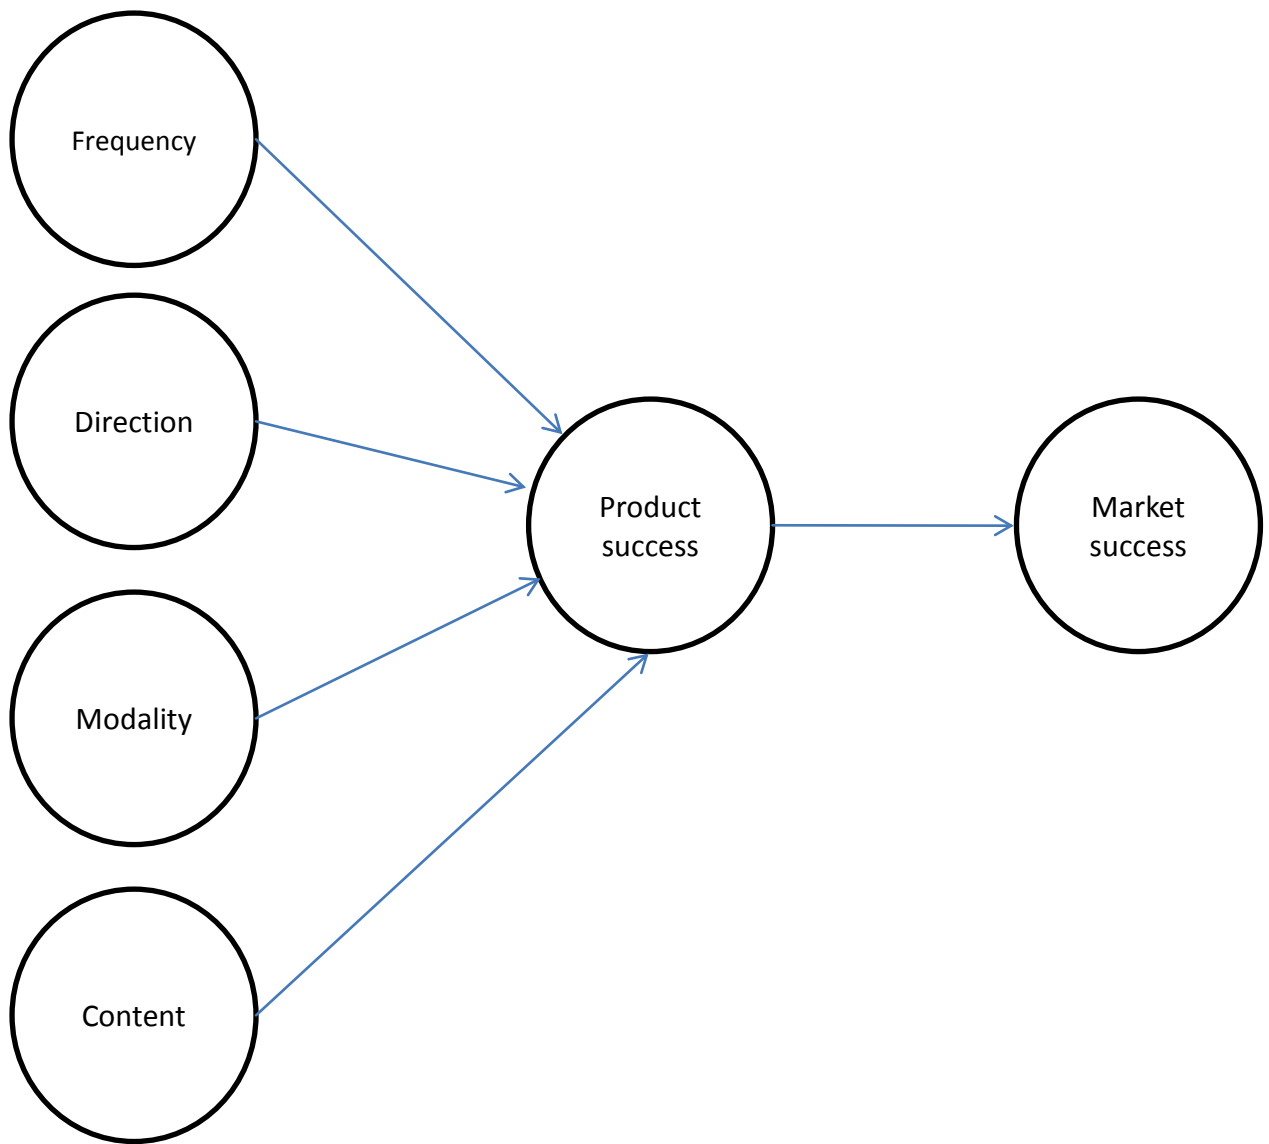 Frequency
Direction
Modality
Content
Product
success
Market
success